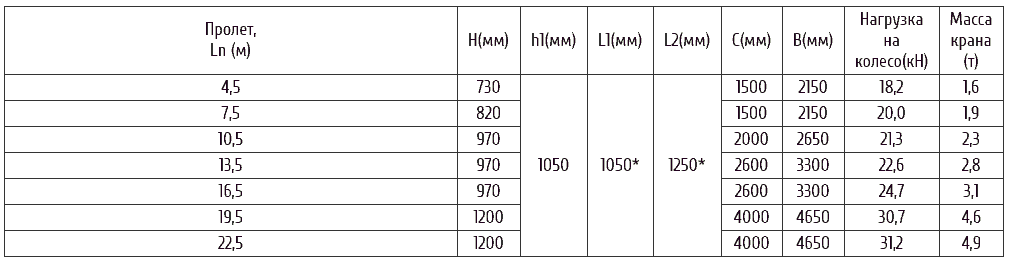 Пролет, Lп (м) H(мм) h1(мм) L1(мм) L2(мм) C(мм) B(мм) Нагрузка на колесо(кН) Масса крана (т)
4,5 730 1500 2150 18,2 1,6
7,5 820 1500 2150 20,0 1,9
10,5 970 2000 2650 21,3 2,3
13,5 970 1050 1050* 1250* 2600 3300 22,6 2,8
16,5 970 2600 3300 24,7 3,1
19,5 1200 4000 4650 30,7 4,6
22,5 1200 4000 4650 31,2 4,9